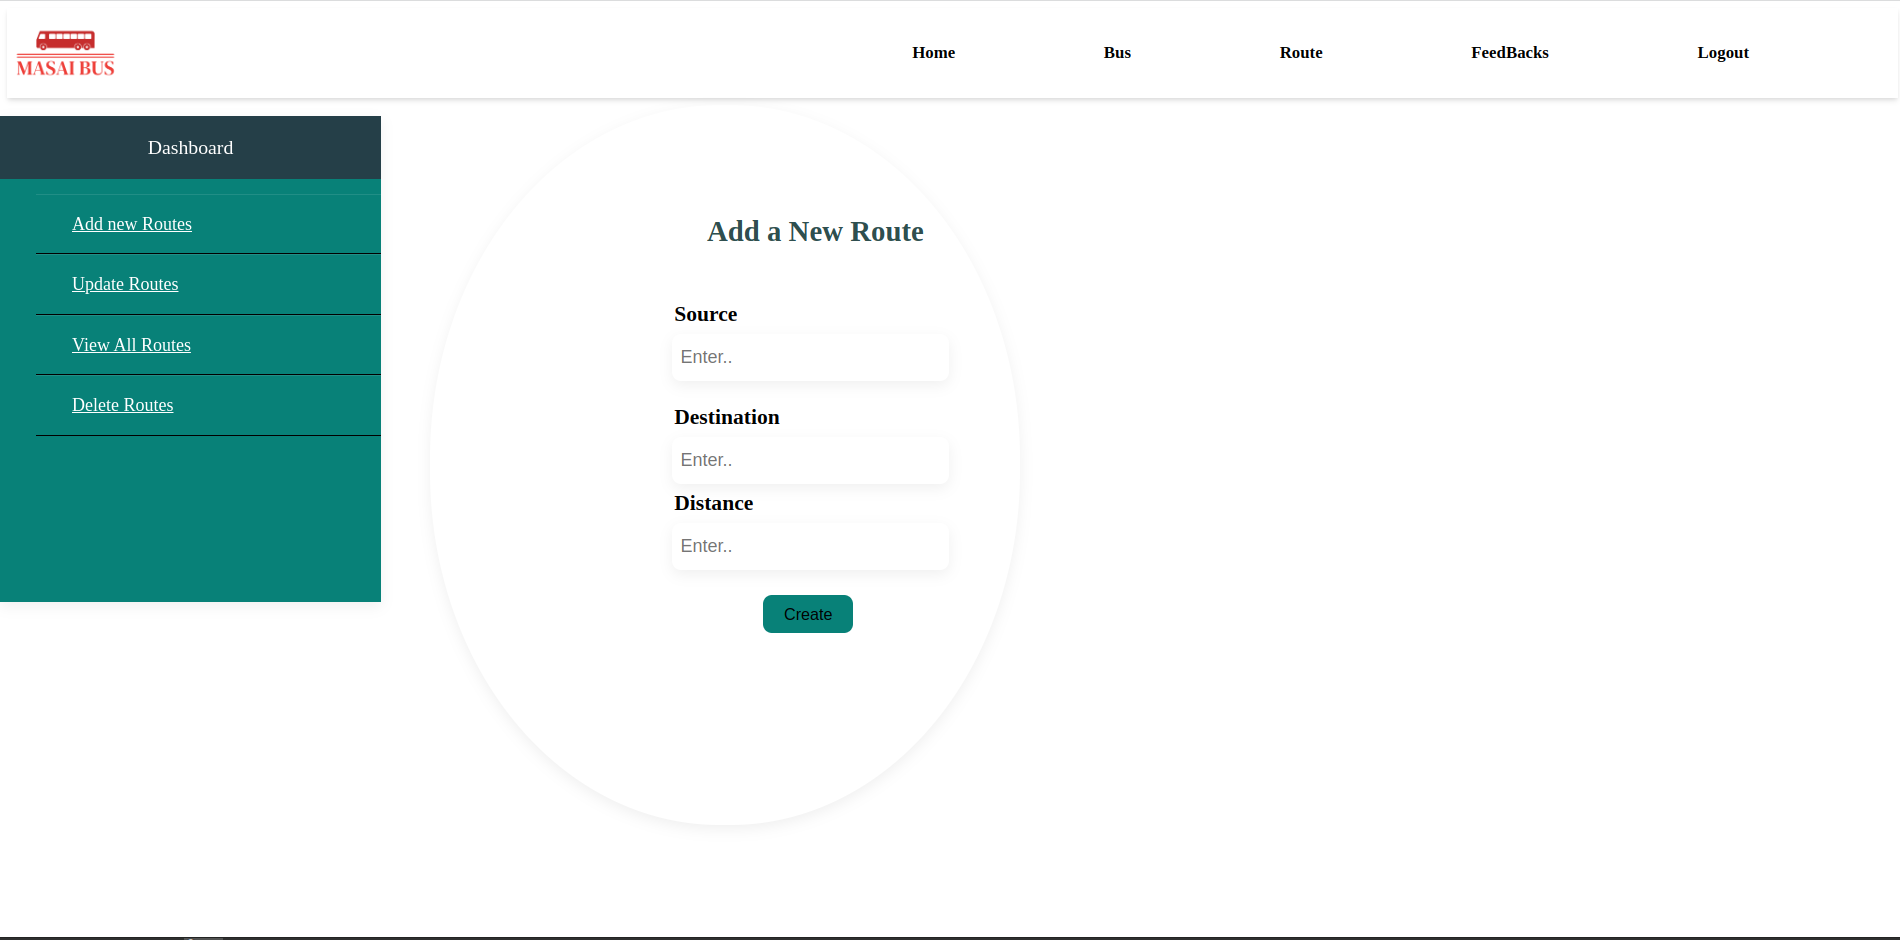 MASAI BUS
Home Bus Route FeedBacks Logout
Dashboard
Add new Routes
Update Routes
View All Routes
Delete Routes
Add a New Route
Source
Enter..
Destination
Enter..
Distance
Enter..
Create